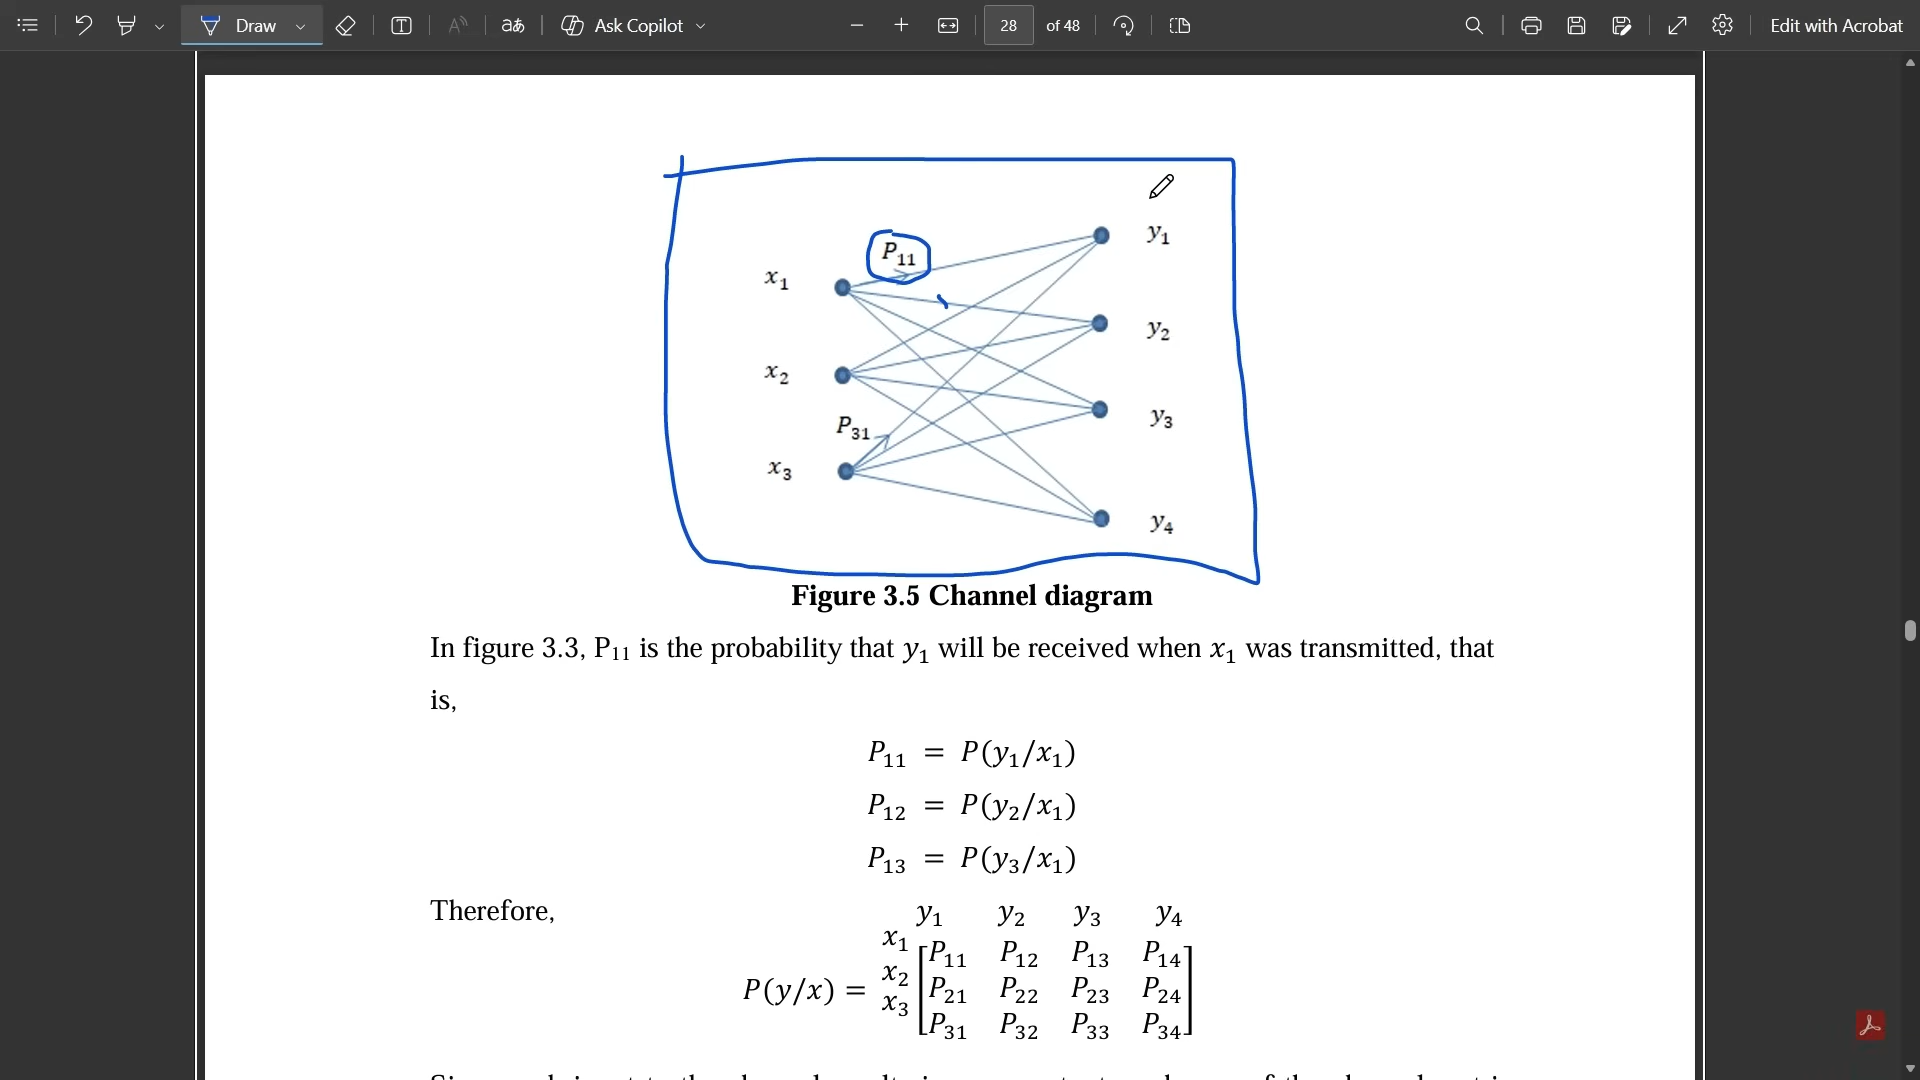 Draw
Ask Copilot
28 of 48
Edit with Acrobat
P₁₁
y₁
x₁
y₂
x₂
P₃₁
y₃
x₃
y₄
Figure 3.5 Channel diagram
In figure 3.3, P₁₁ is the probability that y₁ will be received when x₁ was transmitted, that
is,
P₁₁ = P(y₁/x₁)
P₁₂ = P(y₂/x₁)
P₁₃ = P(y₃/x₁)
Therefore,
y₁ y₂ y₃ y₄
x₁ [P₁₁ P₁₂ P₁₃ P₁₄]
P(y/x) = x₂ [P₂₁ P₂₂ P₂₃ P₂₄]
x₃ [P₃₁ P₃₂ P₃₃ P₃₄]